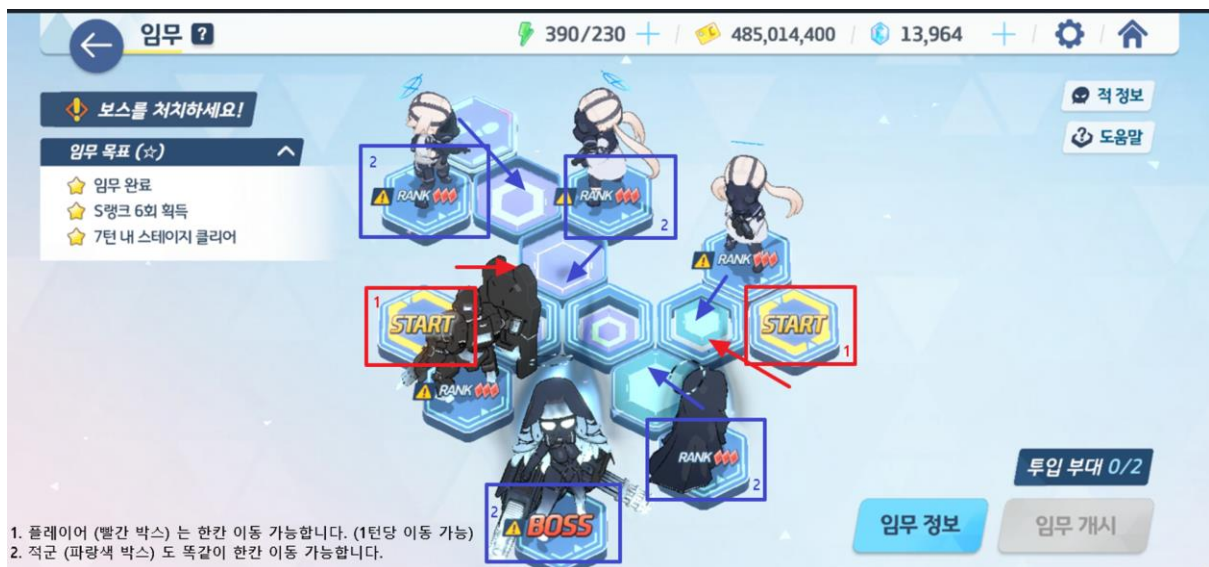 임무 ?
390/230
485,014,400
13,964
보스를 처치하세요!
적 정보
도움말
임무 목표 (☆)
임무 완료
S랭크 6회 획득
7턴 내 스테이지 클리어
2
RANK
RANK
2
RANK
1
START
START
1
RANK
RANK
2
2
BOSS
투입 부대 0/2
임무 정보
임무 개시
1. 플레이어 (빨간 박스) 는 한칸 이동 가능합니다. (1턴당 이동 가능)
2. 적군 (파랑색 박스) 도 똑같이 한칸 이동 가능합니다.